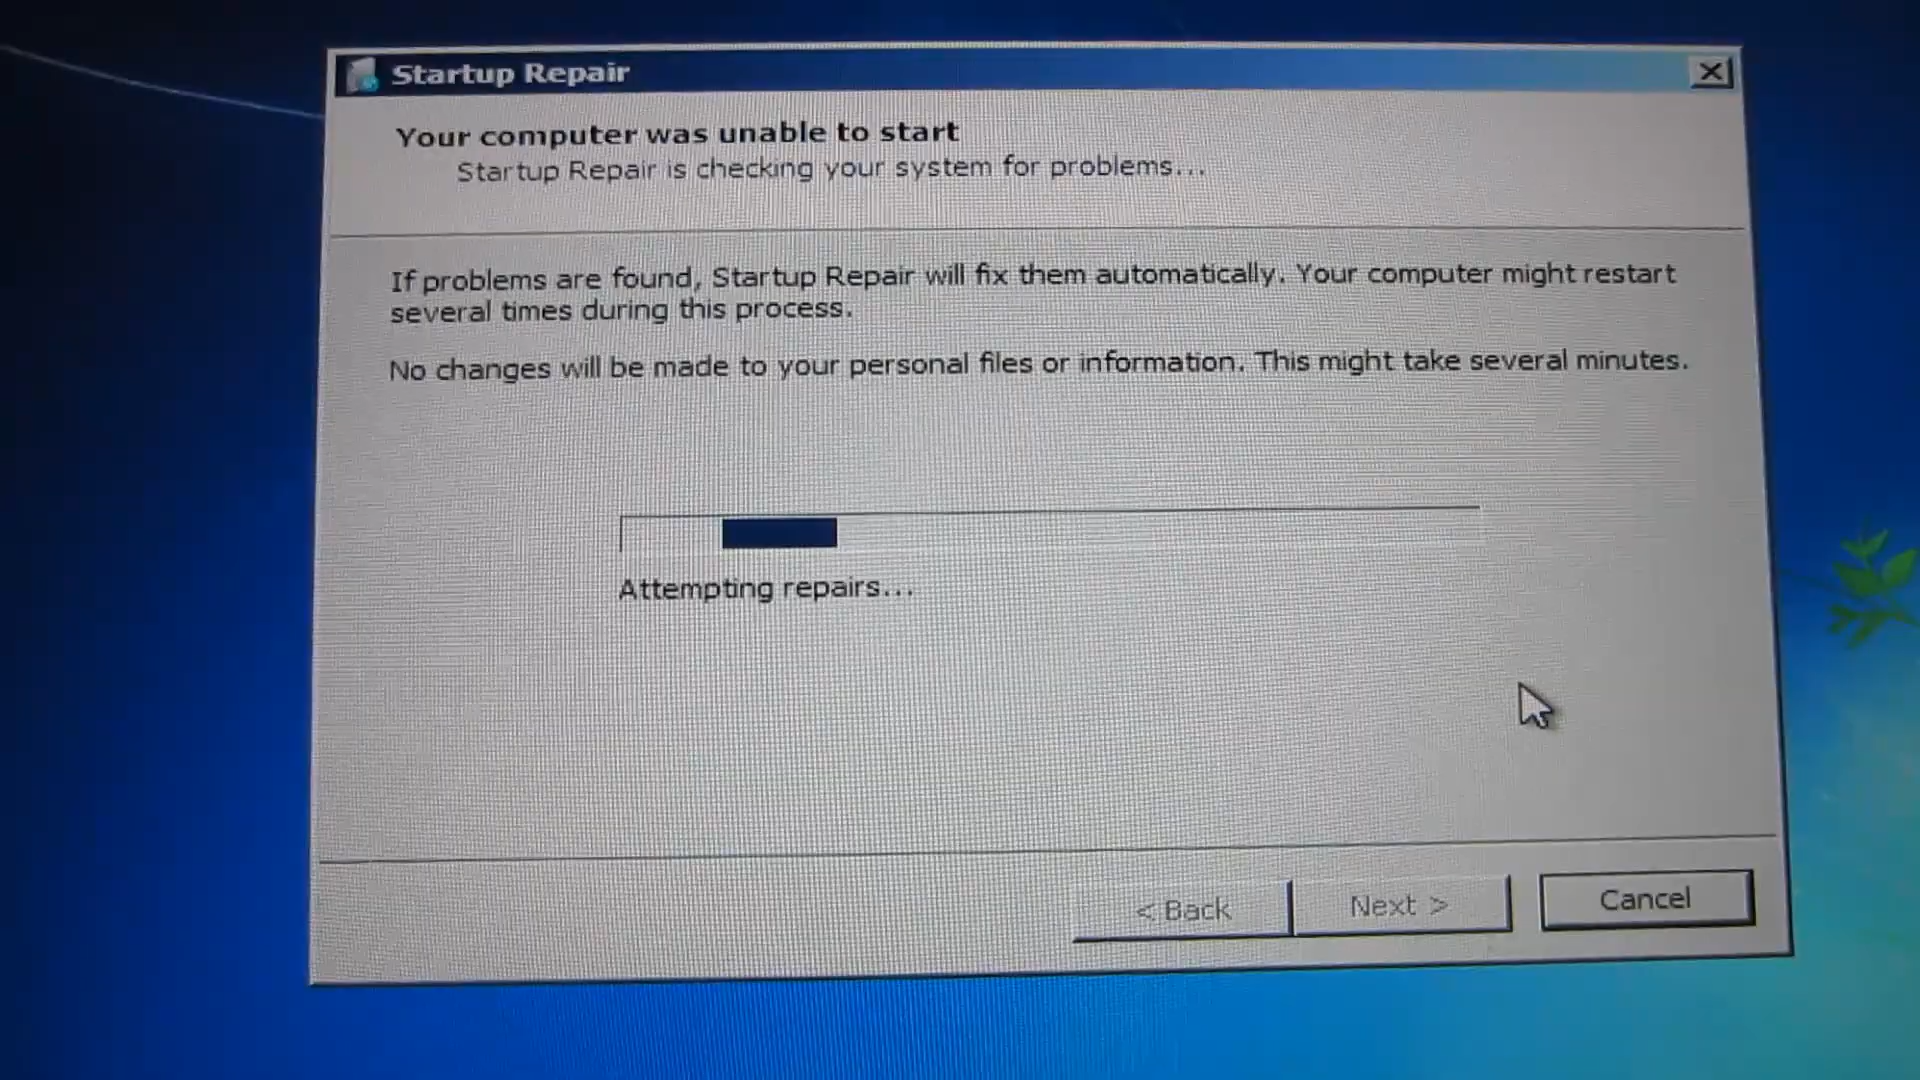 Startup Repair
Your computer was unable to start
Startup Repair is checking your system for problems...
If problems are found, Startup Repair will fix them automatically. Your computer might restart
several times during this process.
No changes will be made to your personal files or information. This might take several minutes.
Attempting repairs...
< Back
Next >
Cancel